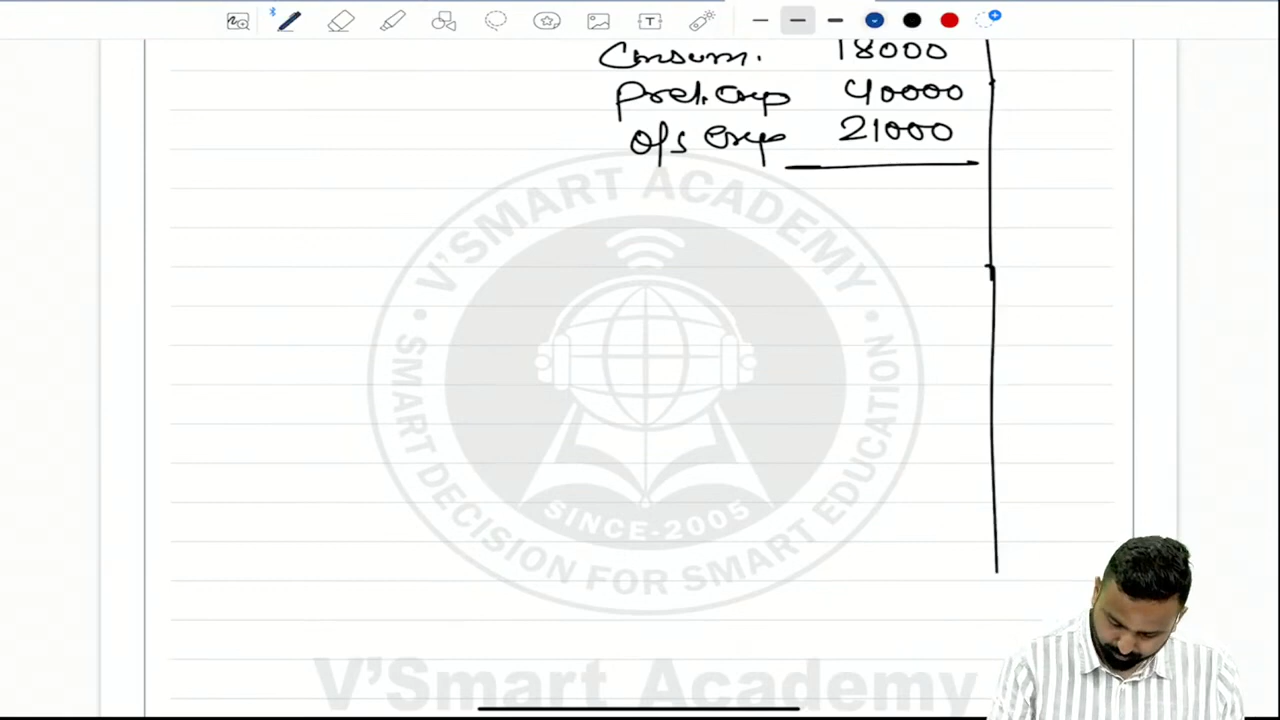 Consum. 18000
Prel. Exp 40000
O/s Exp 21000
V'SMART ACADEMY
SMART DECISION FOR SMART EDUCATION
SINCE-2005
V'Smart Academy
T